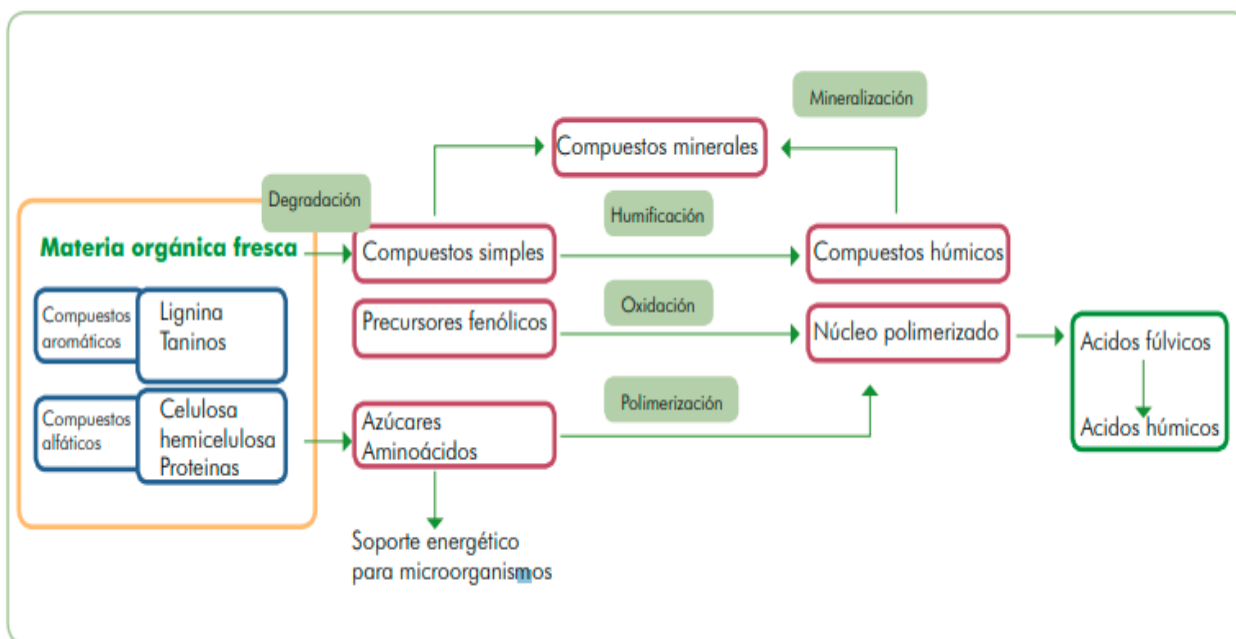 Mineralización
Compuestos minerales
Degradación
Humificación
Materia orgánica fresca
Compuestos simples
Compuestos húmicos
Compuestos
aromáticos
Lignina
Taninos
Precursores fenólicos
Oxidación
Núcleo polimerizado
Acidos fúlvicos
Acidos húmicos
Compuestos
alfáticos
Celulosa
hemicelulosa
Proteinas
Azúcares
Aminoácidos
Polimerización
Soporte energético
para microorganismos